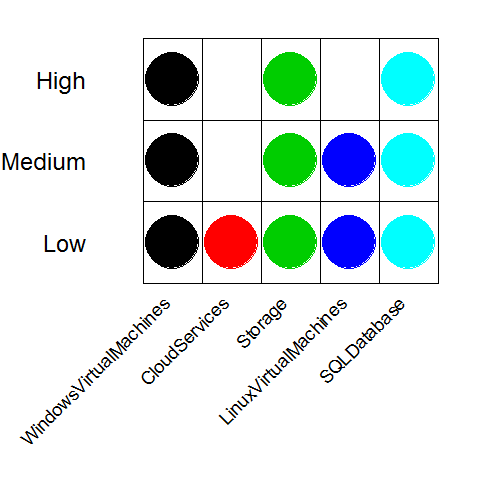 High
Medium
Low
WindowsVirtualMachines
CloudServices
Storage
LinuxVirtualMachines
SQLDatabase